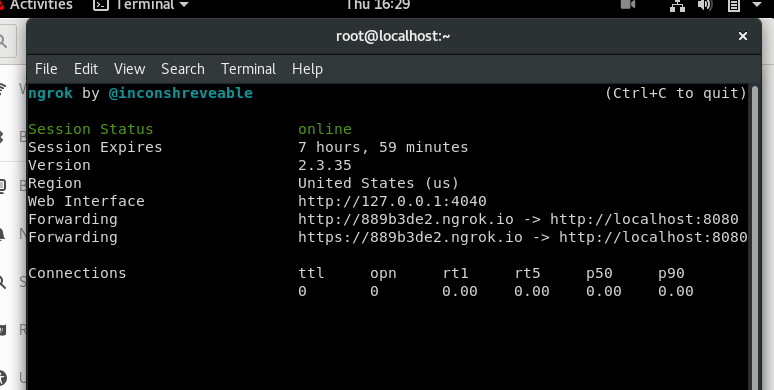 Activities Terminal Thu 16:29
root@localhost:~ ×
File Edit View Search Terminal Help
ngrok by @inconshreveable (Ctrl+C to quit)
Session Status online
Session Expires 7 hours, 59 minutes
Version 2.3.35
Region United States (us)
Web Interface http://127.0.0.1:4040
Forwarding http://889b3de2.ngrok.io -> http://localhost:8080
Forwarding https://889b3de2.ngrok.io -> http://localhost:8080
Connections ttl opn rt1 rt5 p50 p90
0 0 0.00 0.00 0.00 0.00